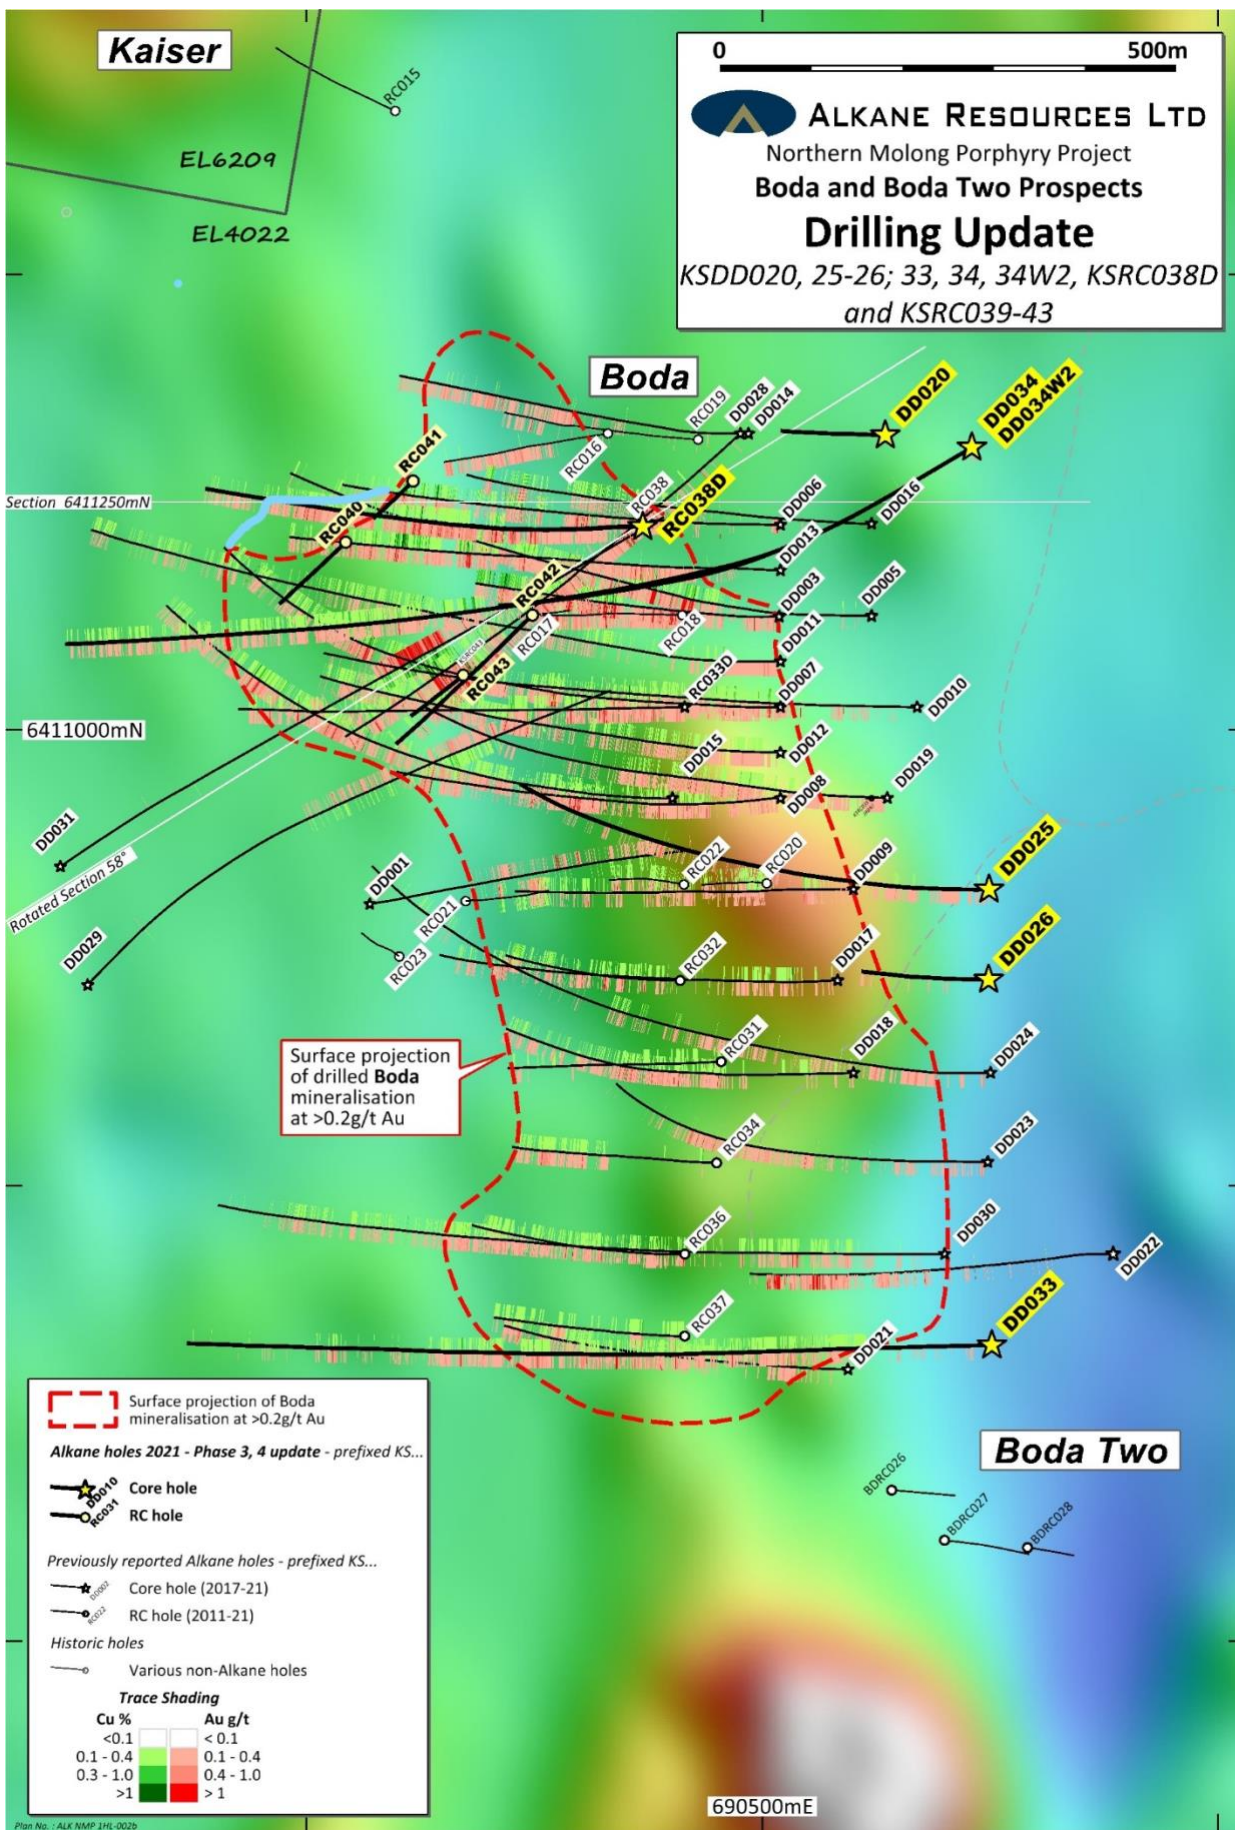 Kaiser
RC015
EL6209
EL4022
0 500m
ALKANE RESOURCES LTD
Northern Molong Porphyry Project
Boda and Boda Two Prospects
Drilling Update
KSDD020, 25-26; 33, 34, 34W2, KSRC038D
and KSRC039-43
Boda
RC019
DD028
DD014
DD020
DD034
DD034W2
RC016
RC041
Section 6411250mN
RC038
RC038D
DD006
DD016
RC040
DD013
RC042
DD003
DD005
RC017
RC018
DD011
RC043
RC033D
DD007
DD010
6411000mN
DD015
DD012
DD019
DD008
DD031
Rotated Section 58°
DD001
RC022
RC020
DD009
DD025
RC021
DD029
RC023
RC032
DD017
DD026
Surface projection
of drilled Boda
mineralisation
at >0.2g/t Au
RC031
DD018
DD024
RC034
DD023
RC036
DD030
DD022
RC037
DD021
DD033
Surface projection of Boda
mineralisation at >0.2g/t Au
Alkane holes 2021 - Phase 3, 4 update - prefixed KS...
DD010
Core hole
RC031
RC hole
Previously reported Alkane holes - prefixed KS...
DD002
Core hole (2017-21)
RC022
RC hole (2011-21)
Historic holes
Various non-Alkane holes
Trace Shading
Cu % Au g/t
<0.1 < 0.1
0.1 - 0.4 0.1 - 0.4
0.3 - 1.0 0.4 - 1.0
>1 > 1
Boda Two
BDRC026
BDRC027
BDRC028
690500mE
Plan No. : ALK NMP 1HL-002b